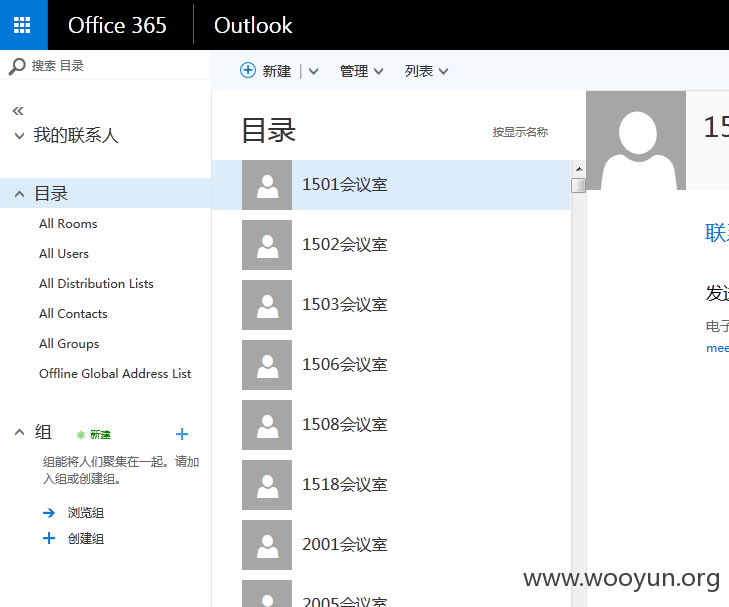 Office 365
Outlook
搜索 目录
新建
管理
列表
«
我的联系人
目录
All Rooms
All Users
All Distribution Lists
All Contacts
All Groups
Offline Global Address List
组
新建
组能将人们聚集在一起。请加
入组或创建组。
浏览组
创建组
目录
按显示名称
1501会议室
1502会议室
1503会议室
1506会议室
1508会议室
1518会议室
2001会议室
2005会议室
15
联
电子
mee
www.wooyun.org